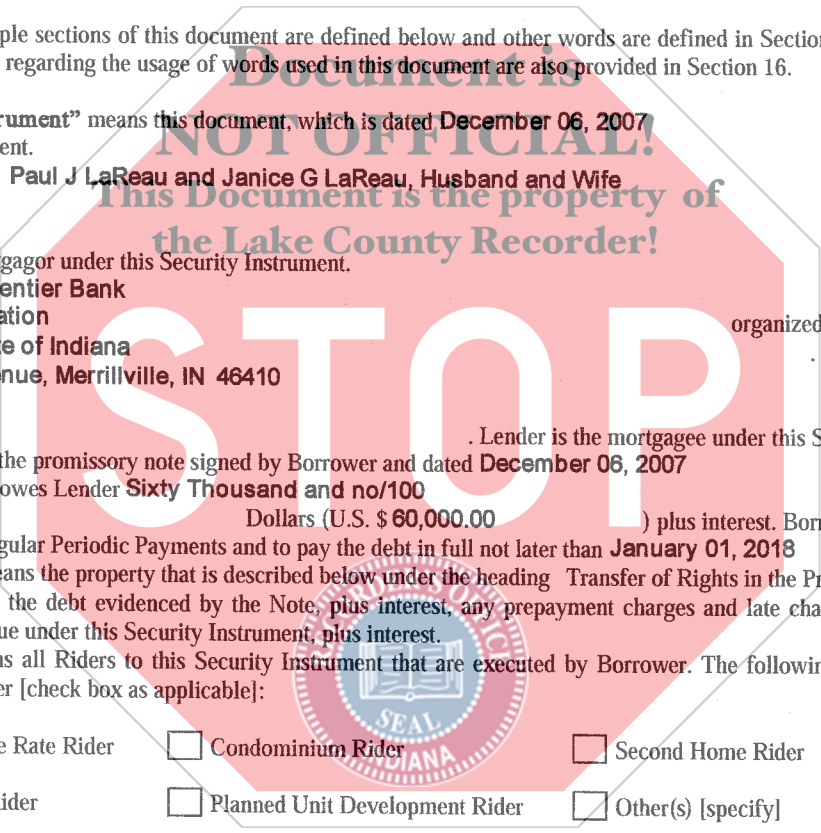 ple sections of this document are defined below and other words are defined in Section
regarding the usage of words used in this document are also provided in Section 16.
Document is
rument” means this document, which is dated December 06, 2007
NOT OFFICIAL!
ent.
Paul J LaReau and Janice G LaReau, Husband and Wife
This Document is the property of
the Lake County Recorder!
gagor under this Security Instrument.
entier Bank
ation organized
te of Indiana .
nue, Merrillville, IN 46410
STOP
. Lender is the mortgagee under this S
the promissory note signed by Borrower and dated December 06, 2007
owes Lender Sixty Thousand and no/100
Dollars (U.S. $ 60,000.00 ) plus interest. Bor
gular Periodic Payments and to pay the debt in full not later than January 01, 2018
eans the property that is described below under the heading Transfer of Rights in the Pr
the debt evidenced by the Note, plus interest, any prepayment charges and late cha
ue under this Security Instrument, plus interest.
ns all Riders to this Security Instrument that are executed by Borrower. The followin
er [check box as applicable]:
RECORDER'S OFFICE
SEAL
INDIANA
e Rate Rider Condominium Rider Second Home Rider
ider Planned Unit Development Rider Other(s) [specify]